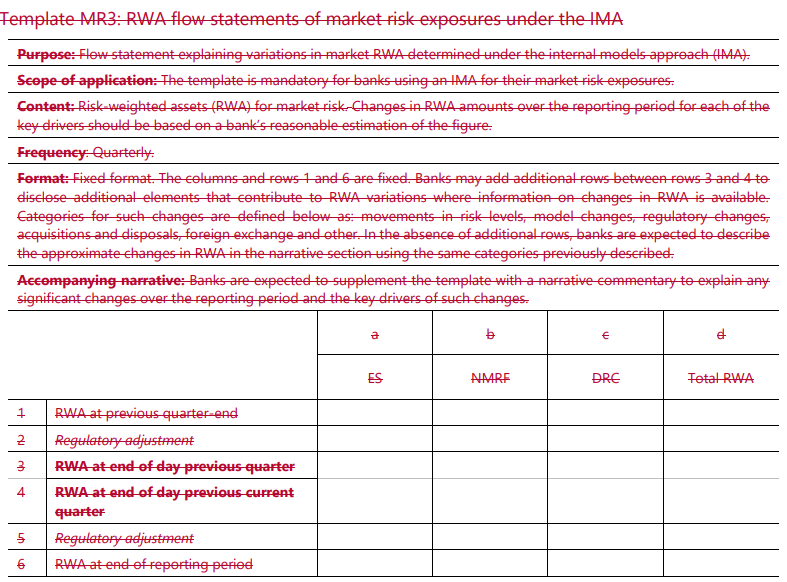 Template MR3: RWA flow statements of market risk exposures under the IMA
Purpose: Flow statement explaining variations in market RWA determined under the internal models approach (IMA).
Scope of application: The template is mandatory for banks using an IMA for their market risk exposures.
Content: Risk-weighted assets (RWA) for market risk. Changes in RWA amounts over the reporting period for each of the
key drivers should be based on a bank's reasonable estimation of the figure.
Frequency: Quarterly.
Format: Fixed format. The columns and rows 1 and 6 are fixed. Banks may add additional rows between rows 3 and 4 to
disclose additional elements that contribute to RWA variations where information on changes in RWA is available.
Categories for such changes are defined below as: movements in risk levels, model changes, regulatory changes,
acquisitions and disposals, foreign exchange and other. In the absence of additional rows, banks are expected to describe
the approximate changes in RWA in the narrative section using the same categories previously described.
Accompanying narrative: Banks are expected to supplement the template with a narrative commentary to explain any
significant changes over the reporting period and the key drivers of such changes.
a b c d
ES NMRF DRC Total RWA
1 RWA at previous quarter-end
2 Regulatory adjustment
3 RWA at end of day previous quarter
4 RWA at end of day previous current
quarter
5 Regulatory adjustment
6 RWA at end of reporting period